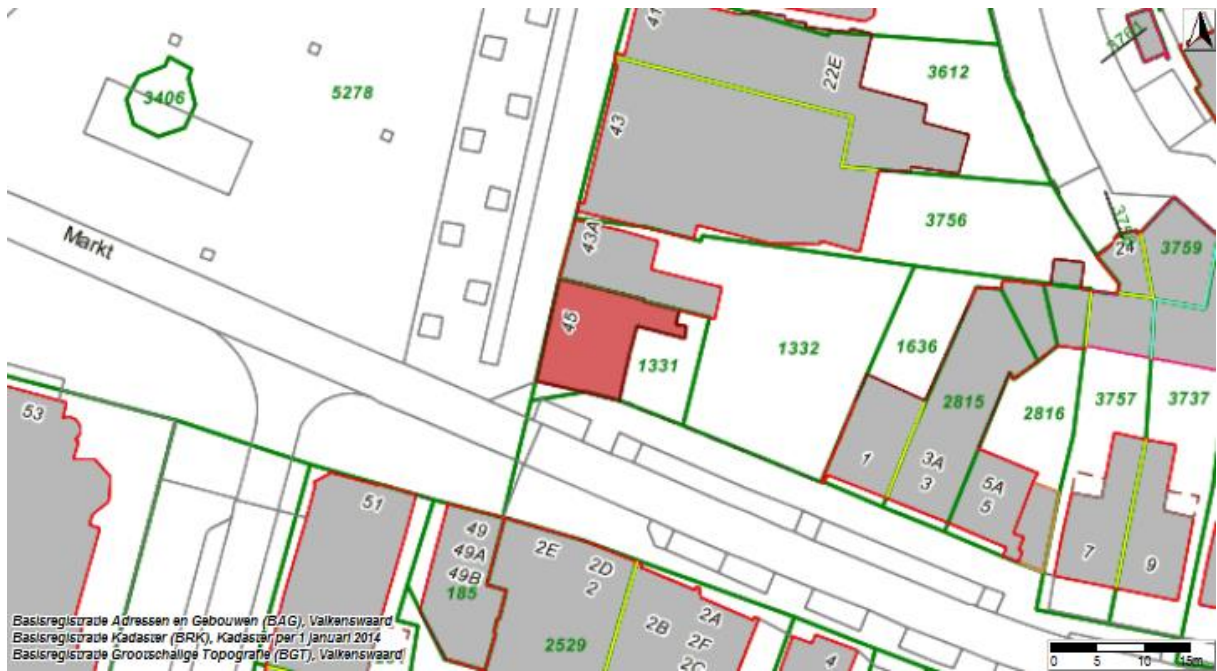 41
3761
3612
22E
3406
5278
43
3756
24
3759
Markt
43A
45
1331
1332
1636
2815
2816
3757
3737
53
1
3A
3
5A
5
51
49
49A
49B
185
2E
2D
2
7
9
2529
2A
2B
2F
2C
4
Basisregistratie Adressen en Gebouwen (BAG), Valkenswaard
Basisregistratie Kadaster (BRK), Kadaster per 1 januari 2014
Basisregistratie Grootschalige Topografie (BGT), Valkenswaard
0 5 10 15m